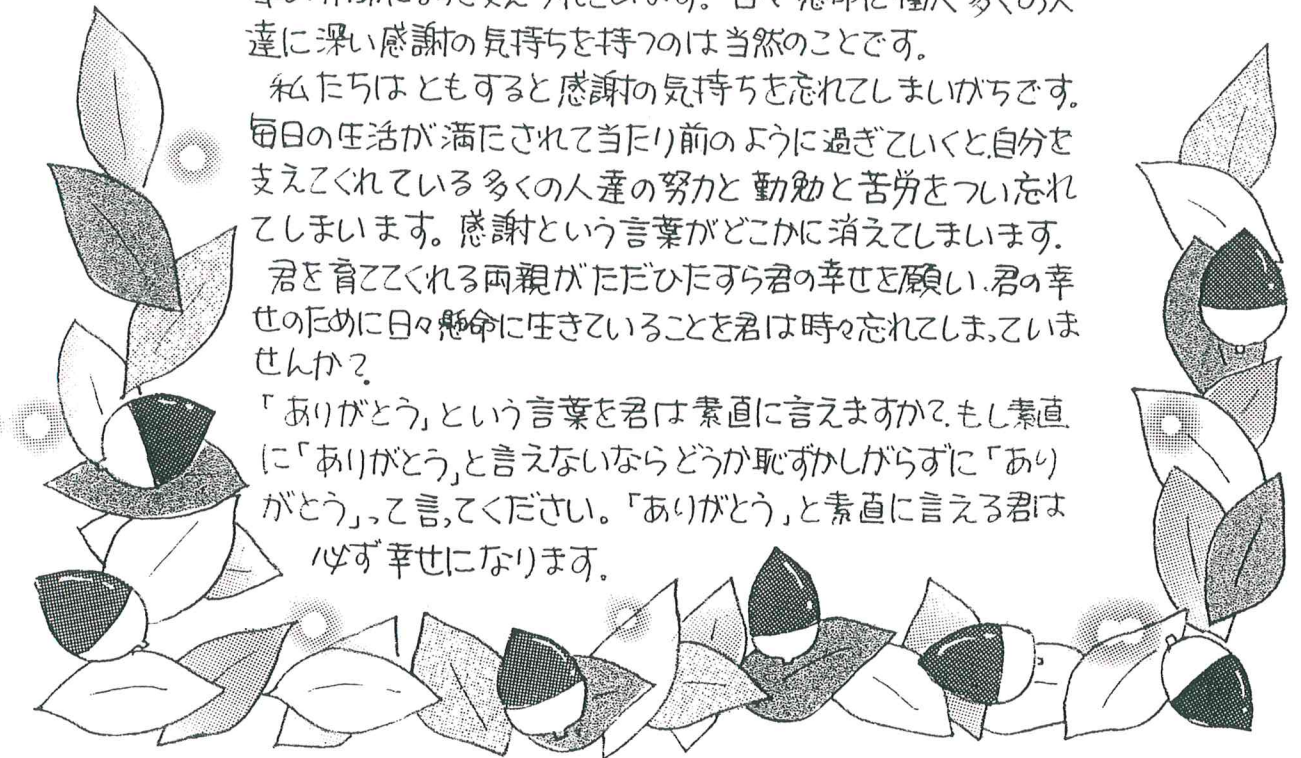 達に深い感謝の気持ちを持つのは当然のことです。
私たちはともすると感謝の気持ちを忘れてしまいがちです。
毎日の生活が満たされて当たり前のように過ぎていくと、自分を
支えてくれている多くの人達の努力と勤勉と苦労をつい忘れ
てしまいます。感謝という言葉がどこかに消えてしまいます。
君を育ててくれる両親がただひたすら君の幸せを願い、君の幸
せのために日々懸命に生きていることを君は時々忘れてしまっていま
せんか?
「ありがとう」という言葉を君は素直に言えますか?、もし素直
に「ありがとう」と言えないならどうか恥ずかしがらずに「あり
がとう」って言ってください。「ありがとう」と素直に言える君は
必ず幸せになります。